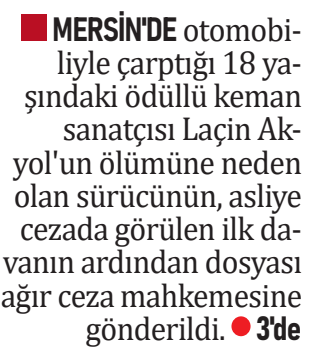 MERSİN'DE otomobi-
liyle çarptığı 18 ya-
şındaki ödüllü keman
sanatçısı Laçin Ak-
yol'un ölümüne neden
olan sürücünün, asliye
cezada görülen ilk da-
vanın ardından dosyası
ağır ceza mahkemesine
gönderildi. ● 3'de